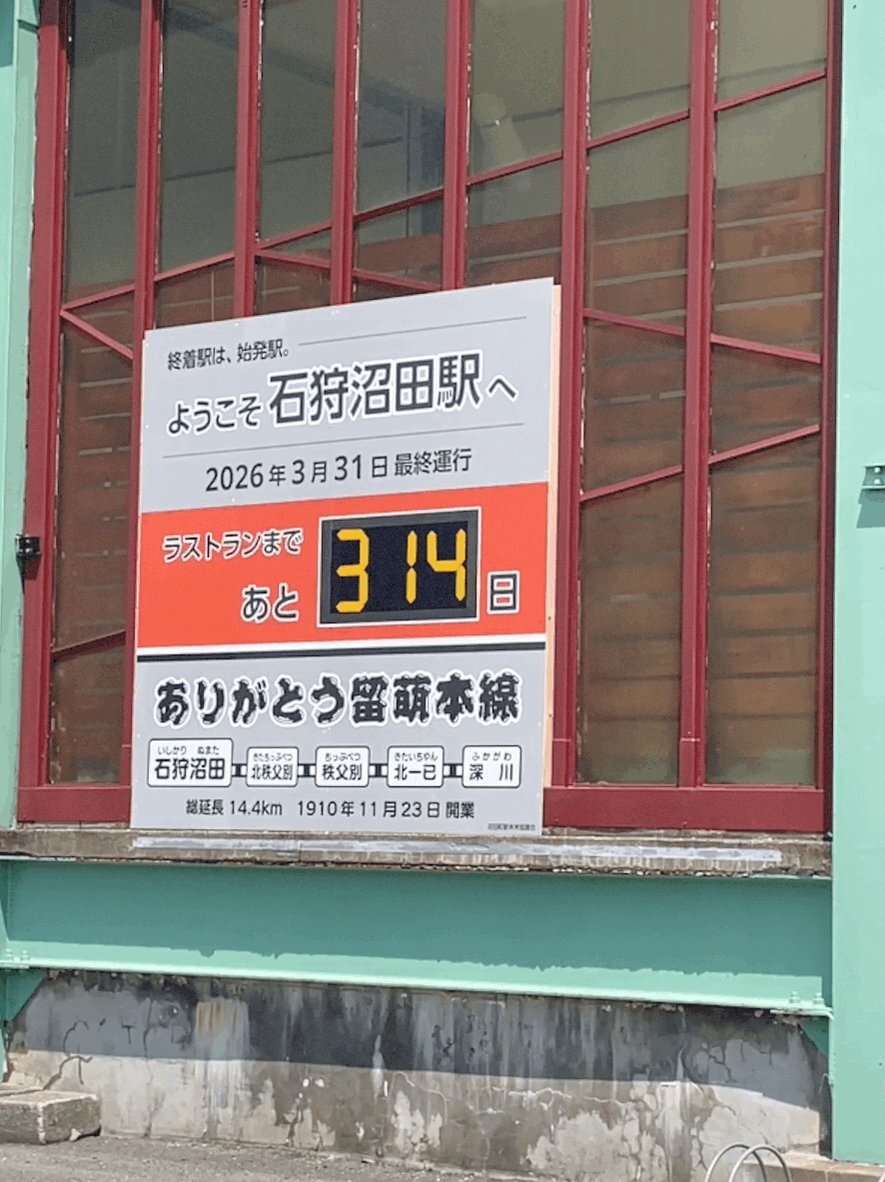 終着駅は、始発駅。
ようこそ 石狩沼田駅へ
2026年3月31日最終運行
ラストランまで
あと 314 日
ありがとう留萌本線
いしかり ぬまた きたちっぷべつ ちっぷべつ きたいちやん ふかがわ
石狩沼田 北秩父別 秩父別 北一已 深川
総延長 14.4km 1910年11月23日開業